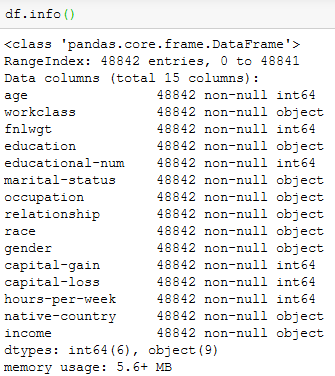 df.info()
<class 'pandas.core.frame.DataFrame'>
RangeIndex: 48842 entries, 0 to 48841
Data columns (total 15 columns):
age                48842 non-null int64
workclass          48842 non-null object
fnlwgt             48842 non-null int64
education          48842 non-null object
educational-num    48842 non-null int64
marital-status     48842 non-null object
occupation         48842 non-null object
relationship       48842 non-null object
race               48842 non-null object
gender             48842 non-null object
capital-gain       48842 non-null int64
capital-loss       48842 non-null int64
hours-per-week     48842 non-null int64
native-country     48842 non-null object
income             48842 non-null object
dtypes: int64(6), object(9)
memory usage: 5.6+ MB